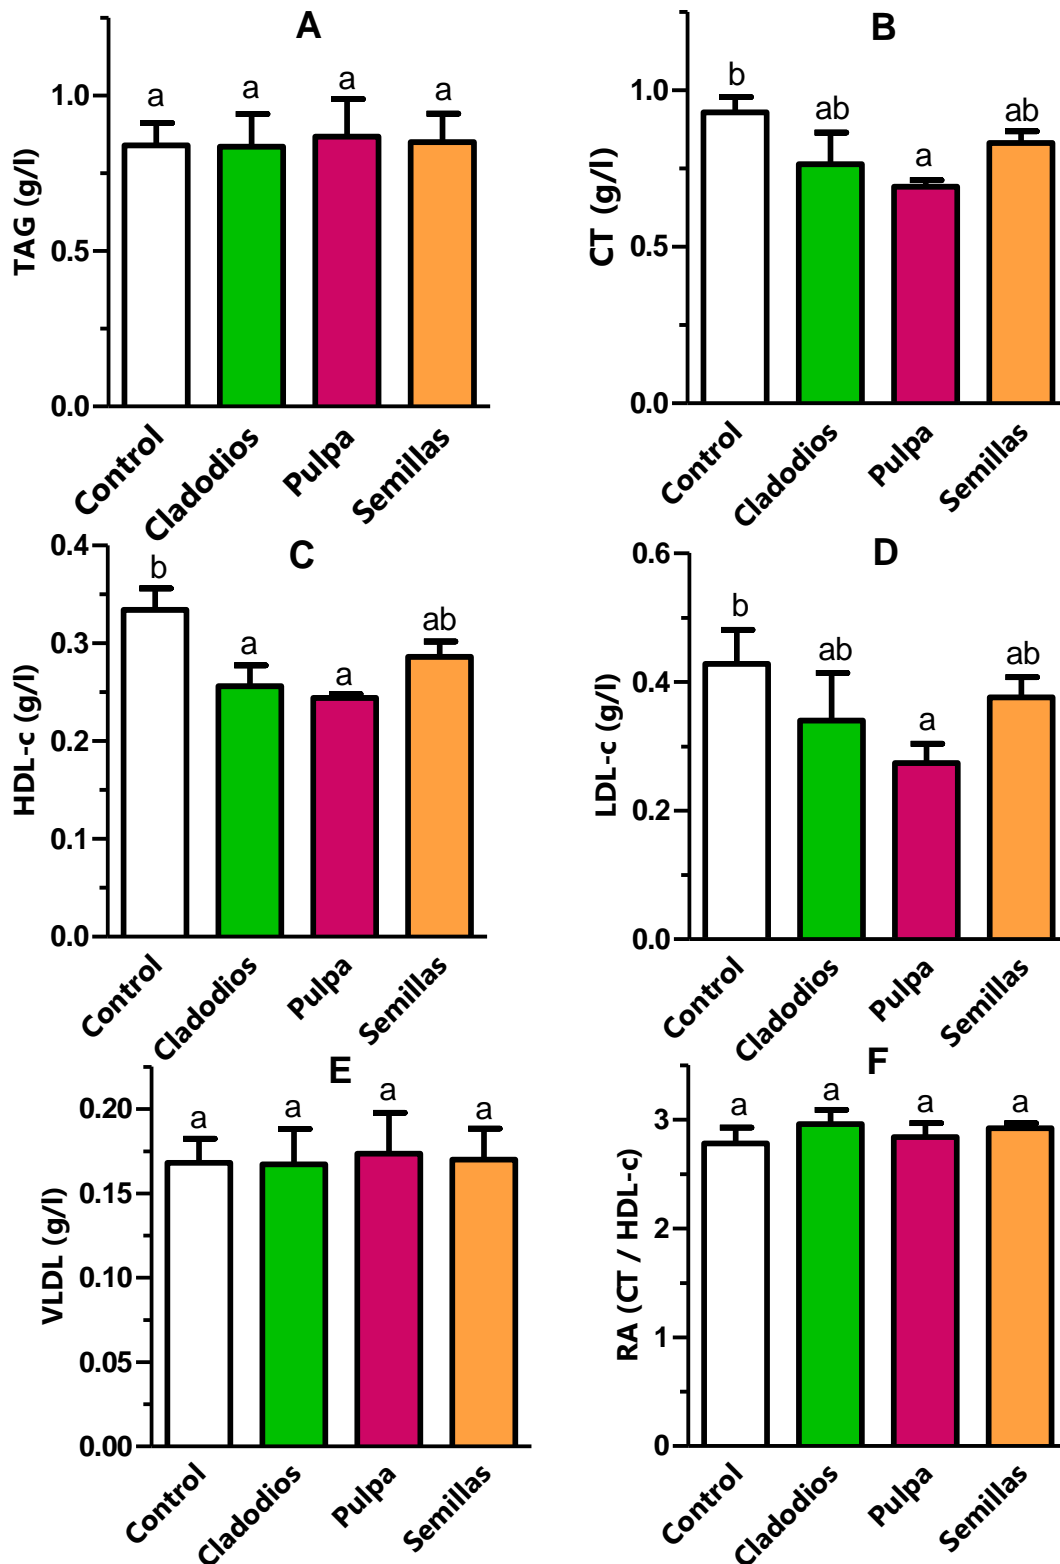 A
TAG (g/l)
1.0
0.5
0.0
a
a
a
a
Control
Cladodios
Pulpa
Semillas
B
CT (g/l)
1.0
0.5
0.0
b
ab
a
ab
Control
Cladodios
Pulpa
Semillas
C
HDL-c (g/l)
0.4
0.3
0.2
0.1
0.0
b
a
a
ab
Control
Cladodios
Pulpa
Semillas
D
LDL-c (g/l)
0.6
0.4
0.2
0.0
b
ab
a
ab
Control
Cladodios
Pulpa
Semillas
E
VLDL (g/l)
0.20
0.15
0.10
0.05
0.00
a
a
a
a
Control
Cladodios
Pulpa
Semillas
F
RA (CT / HDL-c)
3
2
1
0
a
a
a
a
Control
Cladodios
Pulpa
Semillas